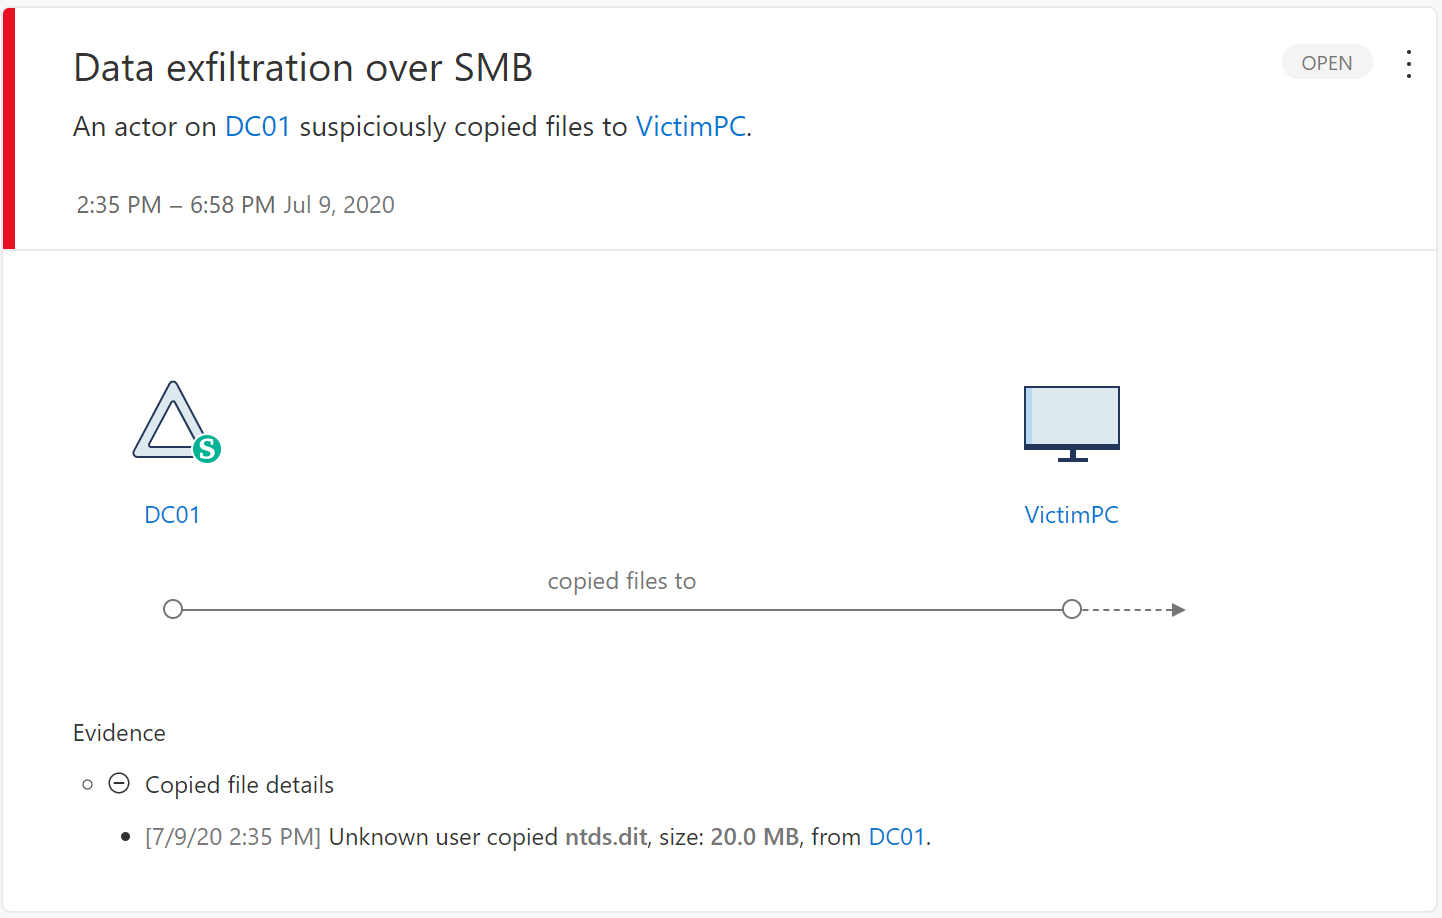 Data exfiltration over SMB
OPEN
An actor on DC01 suspiciously copied files to VictimPC.
2:35 PM – 6:58 PM Jul 9, 2020
S
DC01
VictimPC
copied files to
Evidence
Copied file details
[7/9/20 2:35 PM] Unknown user copied ntds.dit, size: 20.0 MB, from DC01.